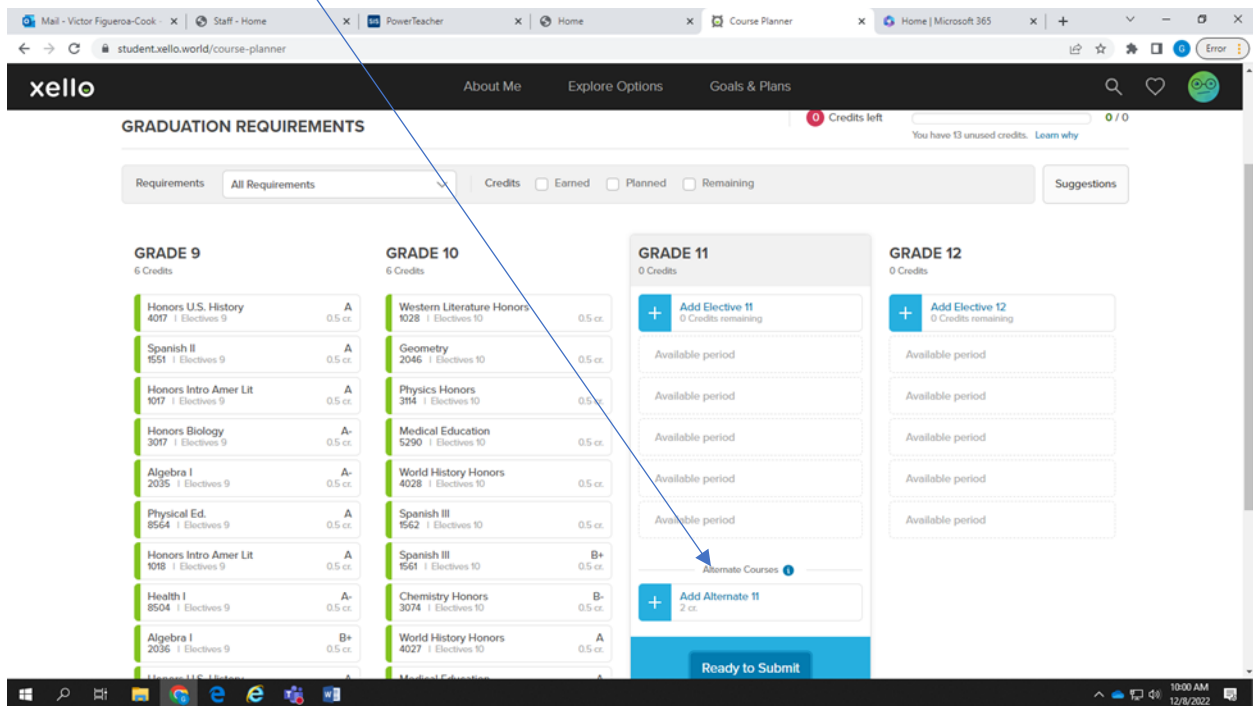 Mail - Victor Figueroa-Cook - Staff - Home PowerTeacher Home Course Planner Home | Microsoft 365
student.xello.world/course-planner G Error
xello About Me Explore Options Goals & Plans
GRADUATION REQUIREMENTS 0 Credits left 0 / 0
You have 13 unused credits. Learn why
Requirements All Requirements Credits Earned Planned Remaining Suggestions
GRADE 9
6 Credits
Honors U.S. History A
4017 | Electives 9 0.5 cr.
Spanish II A
1551 | Electives 9 0.5 cr.
Honors Intro Amer Lit A
1017 | Electives 9 0.5 cr.
Honors Biology A-
3017 | Electives 9 0.5 cr.
Algebra I A-
2035 | Electives 9 0.5 cr.
Physical Ed. A
8564 | Electives 9 0.5 cr.
Honors Intro Amer Lit A
1018 | Electives 9 0.5 cr.
Health I A-
8504 | Electives 9 0.5 cr.
Algebra I B+
2036 | Electives 9 0.5 cr.
Honors U.S. History A
GRADE 10
6 Credits
Western Literature Honors
1028 | Electives 10 0.5 cr.
Geometry
2046 | Electives 10 0.5 cr.
Physics Honors
3114 | Electives 10 0.5 cr.
Medical Education
5290 | Electives 10 0.5 cr.
World History Honors
4028 | Electives 10 0.5 cr.
Spanish III
1562 | Electives 10 0.5 cr.
Spanish III B+
1561 | Electives 10 0.5 cr.
Chemistry Honors B-
3074 | Electives 10 0.5 cr.
World History Honors A
4027 | Electives 10 0.5 cr.
Medical Education A
GRADE 11
0 Credits
Add Elective 11
0 Credits remaining
Available period
Available period
Available period
Available period
Available period
Alternate Courses
Add Alternate 11
2 cr.
Ready to Submit
GRADE 12
0 Credits
Add Elective 12
0 Credits remaining
Available period
Available period
Available period
Available period
Available period
10:00 AM
12/8/2022